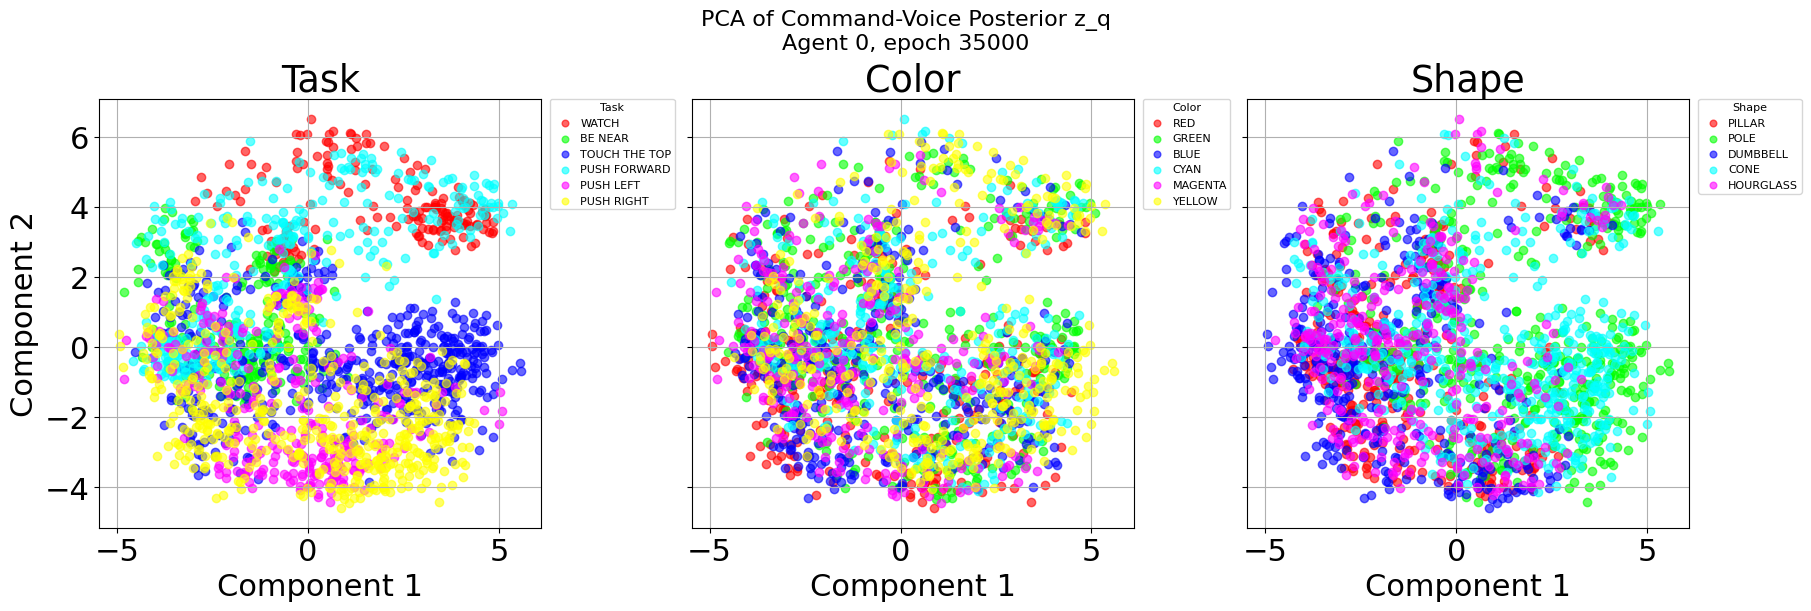 PCA of Command-Voice Posterior z_q
Agent 0, epoch 35000
Task
Color
Shape
Task
WATCH
BE NEAR
TOUCH THE TOP
PUSH FORWARD
PUSH LEFT
PUSH RIGHT
Color
RED
GREEN
BLUE
CYAN
MAGENTA
YELLOW
Shape
PILLAR
POLE
DUMBBELL
CONE
HOURGLASS
Component 2
6
4
2
0
−2
−4
−5 0 5
−5 0 5
−5 0 5
Component 1
Component 1
Component 1